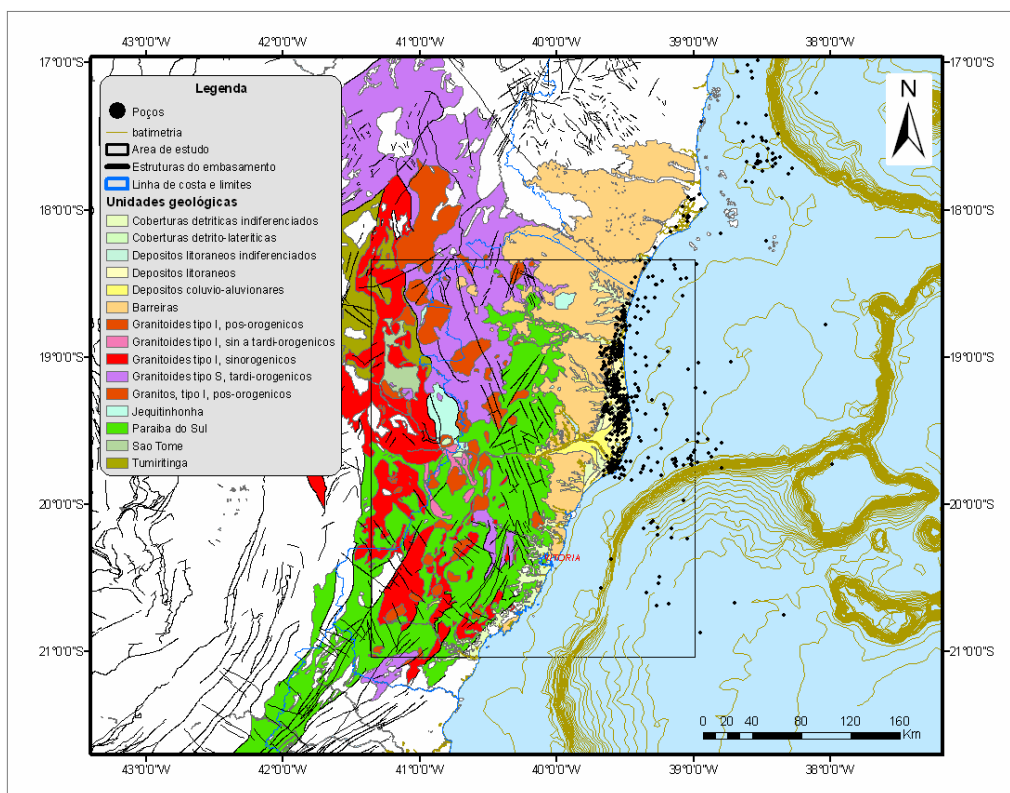 43°0'0"W 42°0'0"W 41°0'0"W 40°0'0"W 39°0'0"W 38°0'0"W
17°0'0"S 17°0'0"S
Legenda
N
Poços
batimetria
Area de estudo
Estruturas do embasamento
Linha de costa e limites
Unidades geológicas
18°0'0"S 18°0'0"S
Coberturas detriticas indiferenciados
Coberturas detrito-lateriticas
Depositos litoraneos indiferenciados
Depositos litoraneos
Depositos coluvio-aluvionares
Barreiras
Granitoides tipo I, pos-orogenicos
Granitoides tipo I, sin a tardi-orogenicos
19°0'0"S 19°0'0"S
Granitoides tipo I, sinorogenicos
Granitoides tipo S, tardi-orogenicos
Granitos, tipo I, pos-orogenicos
Jequitinhonha
Paraiba do Sul
Sao Tome
Tumiritinga
20°0'0"S 20°0'0"S
TORIA
21°0'0"S 21°0'0"S
0 20 40 80 120 160
Km
43°0'0"W 42°0'0"W 41°0'0"W 40°0'0"W 39°0'0"W 38°0'0"W